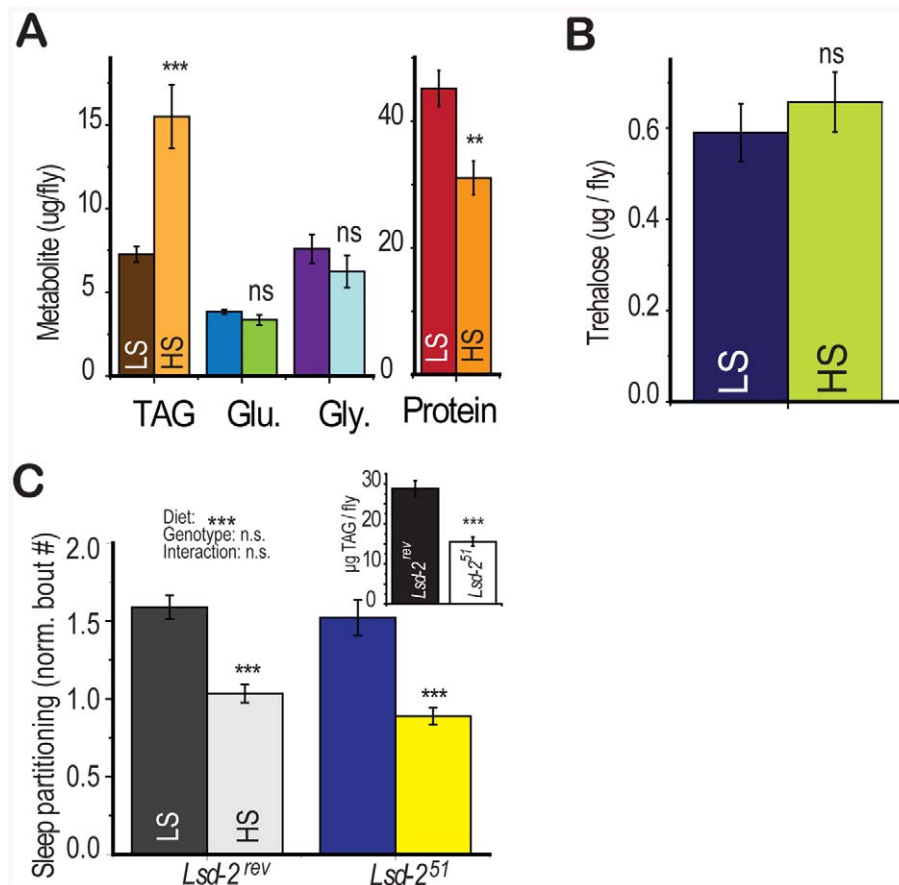 A
Metabolite (ug/fly)
15
10
5
0
***
ns
ns
LS
HS
TAG
Glu.
Gly.
40
20
0
**
LS
HS
Protein
B
Trehalose (ug / fly)
0.6
0.4
0.2
0.0
ns
LS
HS
C
Sleep partitioning (norm. bout #)
2.0
1.5
1.0
0.5
0.0
Diet: ***
Genotype: n.s.
Interaction: n.s.
***
***
LS
HS
Lsd-2rev
Lsd-251
µg TAG / fly
30
20
10
0
***
Lsd-2rev
Lsd-251